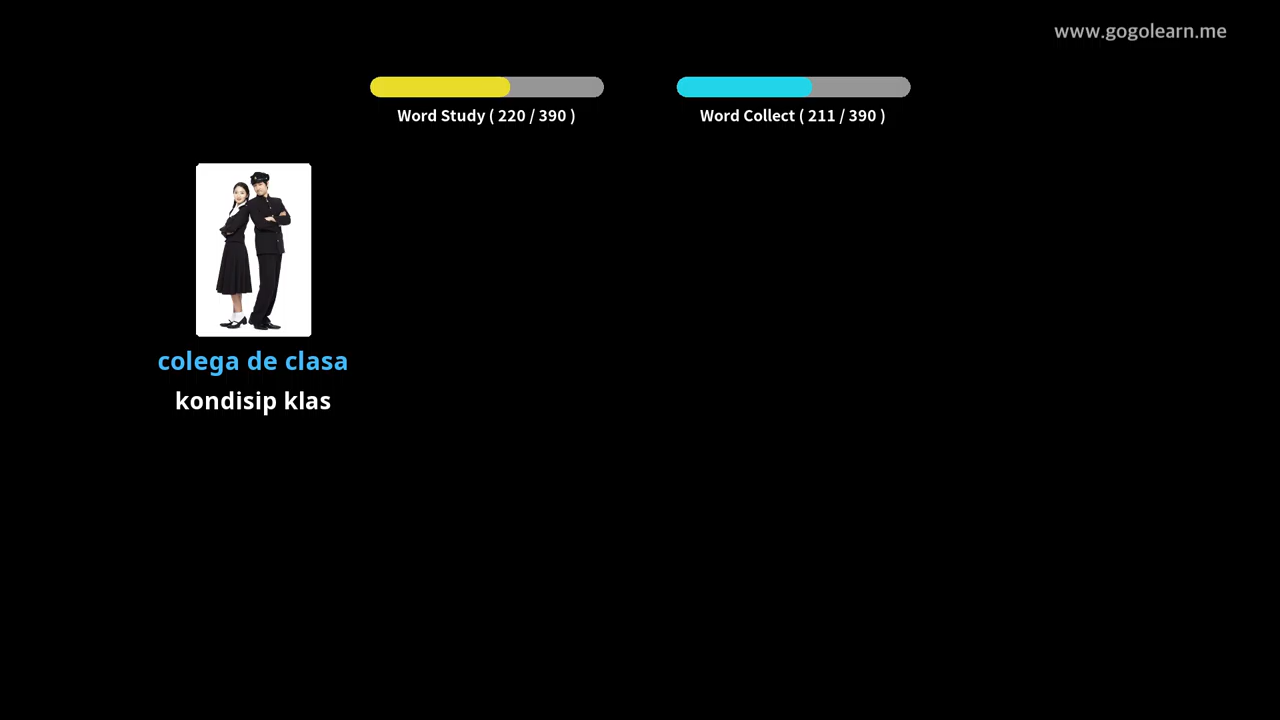 www.gogolearn.me
Word Study ( 220 / 390 )
Word Collect ( 211 / 390 )
colega de clasa
kondisip klas